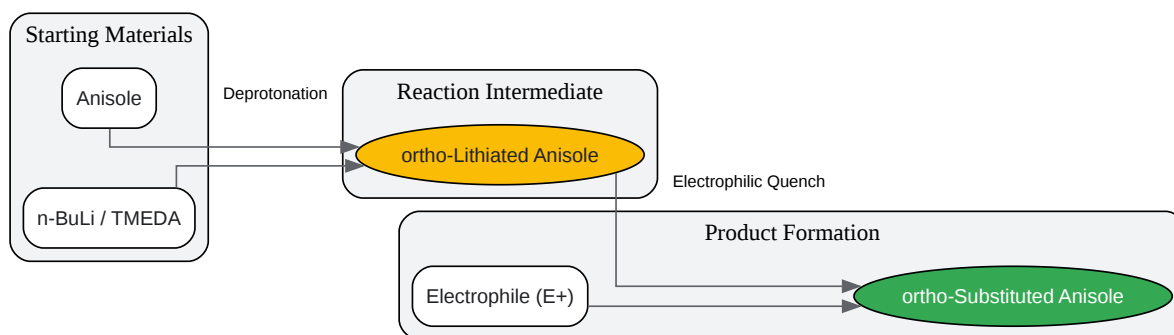 Starting Materials
Anisole
n-BuLi / TMEDA
Deprotonation
Reaction Intermediate
ortho-Lithiated Anisole
Electrophilic Quench
Product Formation
Electrophile (E+)
ortho-Substituted Anisole